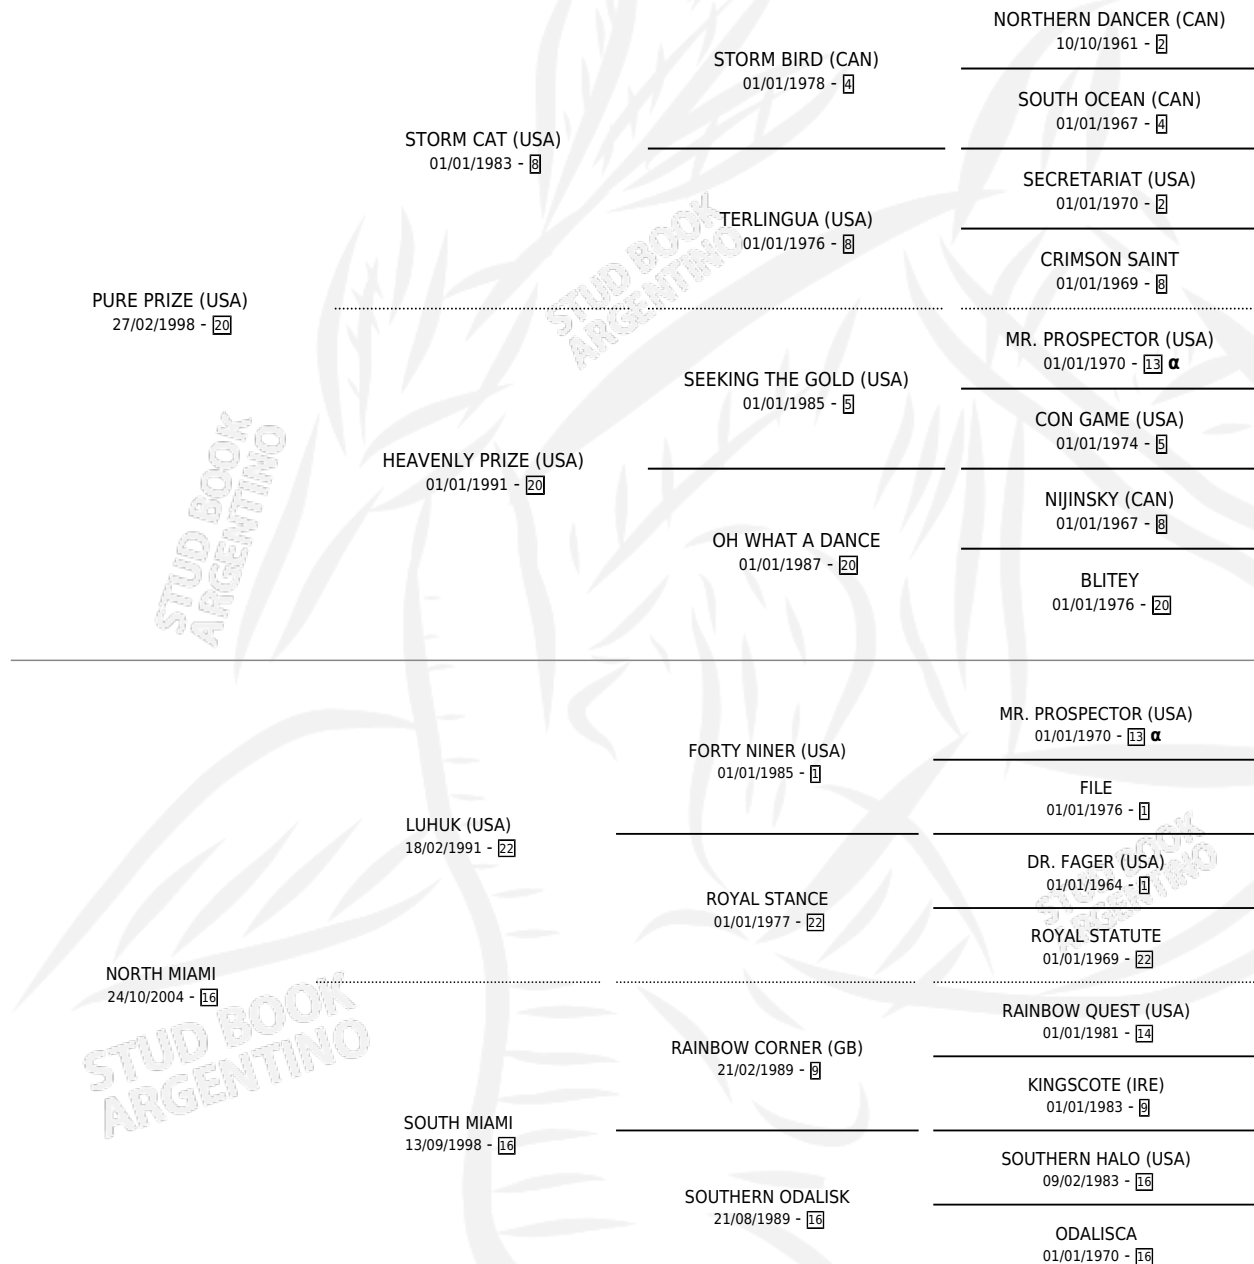 NORTHERN DANCER (CAN)
10/10/1961 - 2
STORM BIRD (CAN)
01/01/1978 - 4
SOUTH OCEAN (CAN)
01/01/1967 - 4
STORM CAT (USA)
01/01/1983 - 8
SECRETARIAT (USA)
01/01/1970 - 2
TERLINGUA (USA)
01/01/1976 - 8
CRIMSON SAINT
01/01/1969 - 8
PURE PRIZE (USA)
27/02/1998 - 20
MR. PROSPECTOR (USA)
01/01/1970 - 13 α
SEEKING THE GOLD (USA)
01/01/1985 - 5
CON GAME (USA)
01/01/1974 - 5
HEAVENLY PRIZE (USA)
01/01/1991 - 20
NIJINSKY (CAN)
01/01/1967 - 8
OH WHAT A DANCE
01/01/1987 - 20
BLITEY
01/01/1976 - 20
MR. PROSPECTOR (USA)
01/01/1970 - 13 α
FORTY NINER (USA)
01/01/1985 - 1
FILE
01/01/1976 - 1
LUHUK (USA)
18/02/1991 - 22
DR. FAGER (USA)
01/01/1964 - 1
ROYAL STANCE
01/01/1977 - 22
ROYAL STATUTE
01/01/1969 - 22
NORTH MIAMI
24/10/2004 - 16
RAINBOW QUEST (USA)
01/01/1981 - 14
RAINBOW CORNER (GB)
21/02/1989 - 9
KINGSCOTE (IRE)
01/01/1983 - 9
SOUTH MIAMI
13/09/1998 - 16
SOUTHERN HALO (USA)
09/02/1983 - 16
SOUTHERN ODALISK
21/08/1989 - 16
ODALISCA
01/01/1970 - 16
STUD BOOK
ARGENTINO
STUD BOOK
ARGENTINO
STUD BOOK
ARGENTINO
STUD BOOK
ARGENTINO